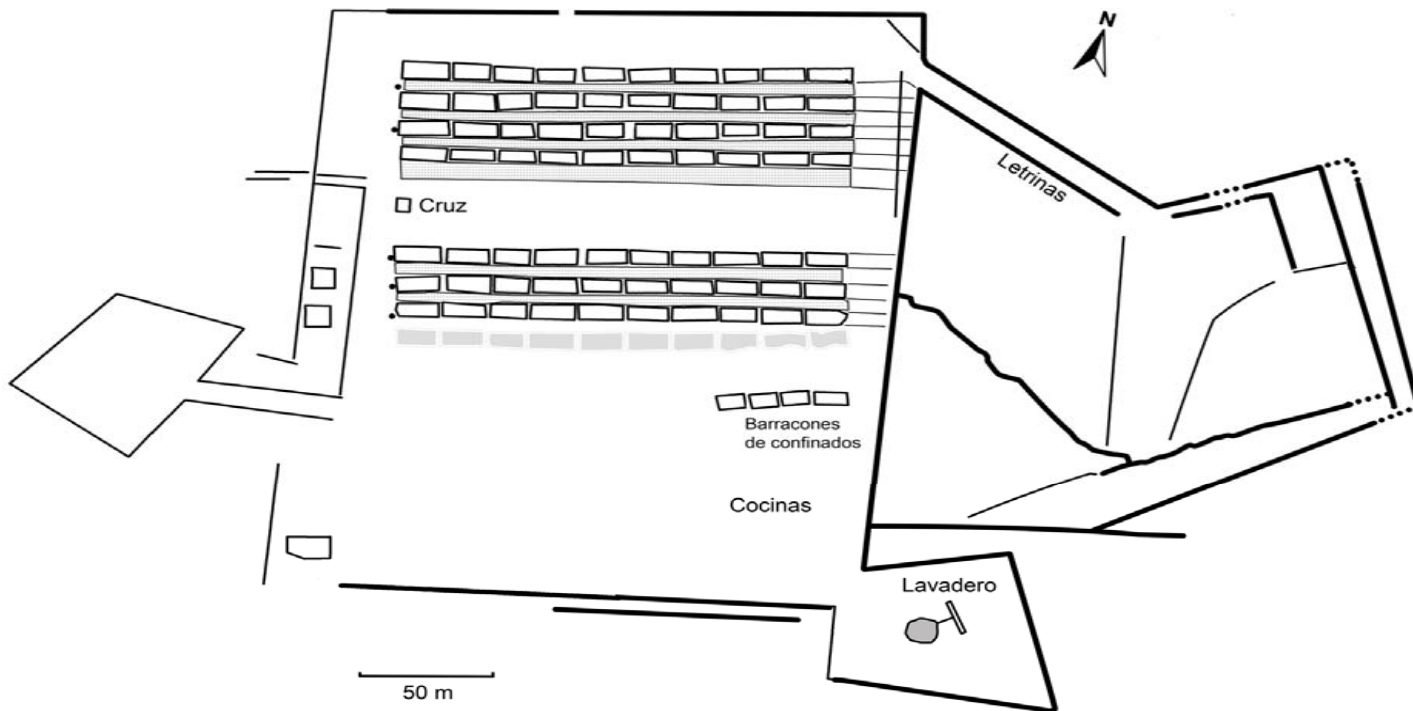 N
Letrinas
Cruz
Barracones
de confinados
Cocinas
Lavadero
50 m